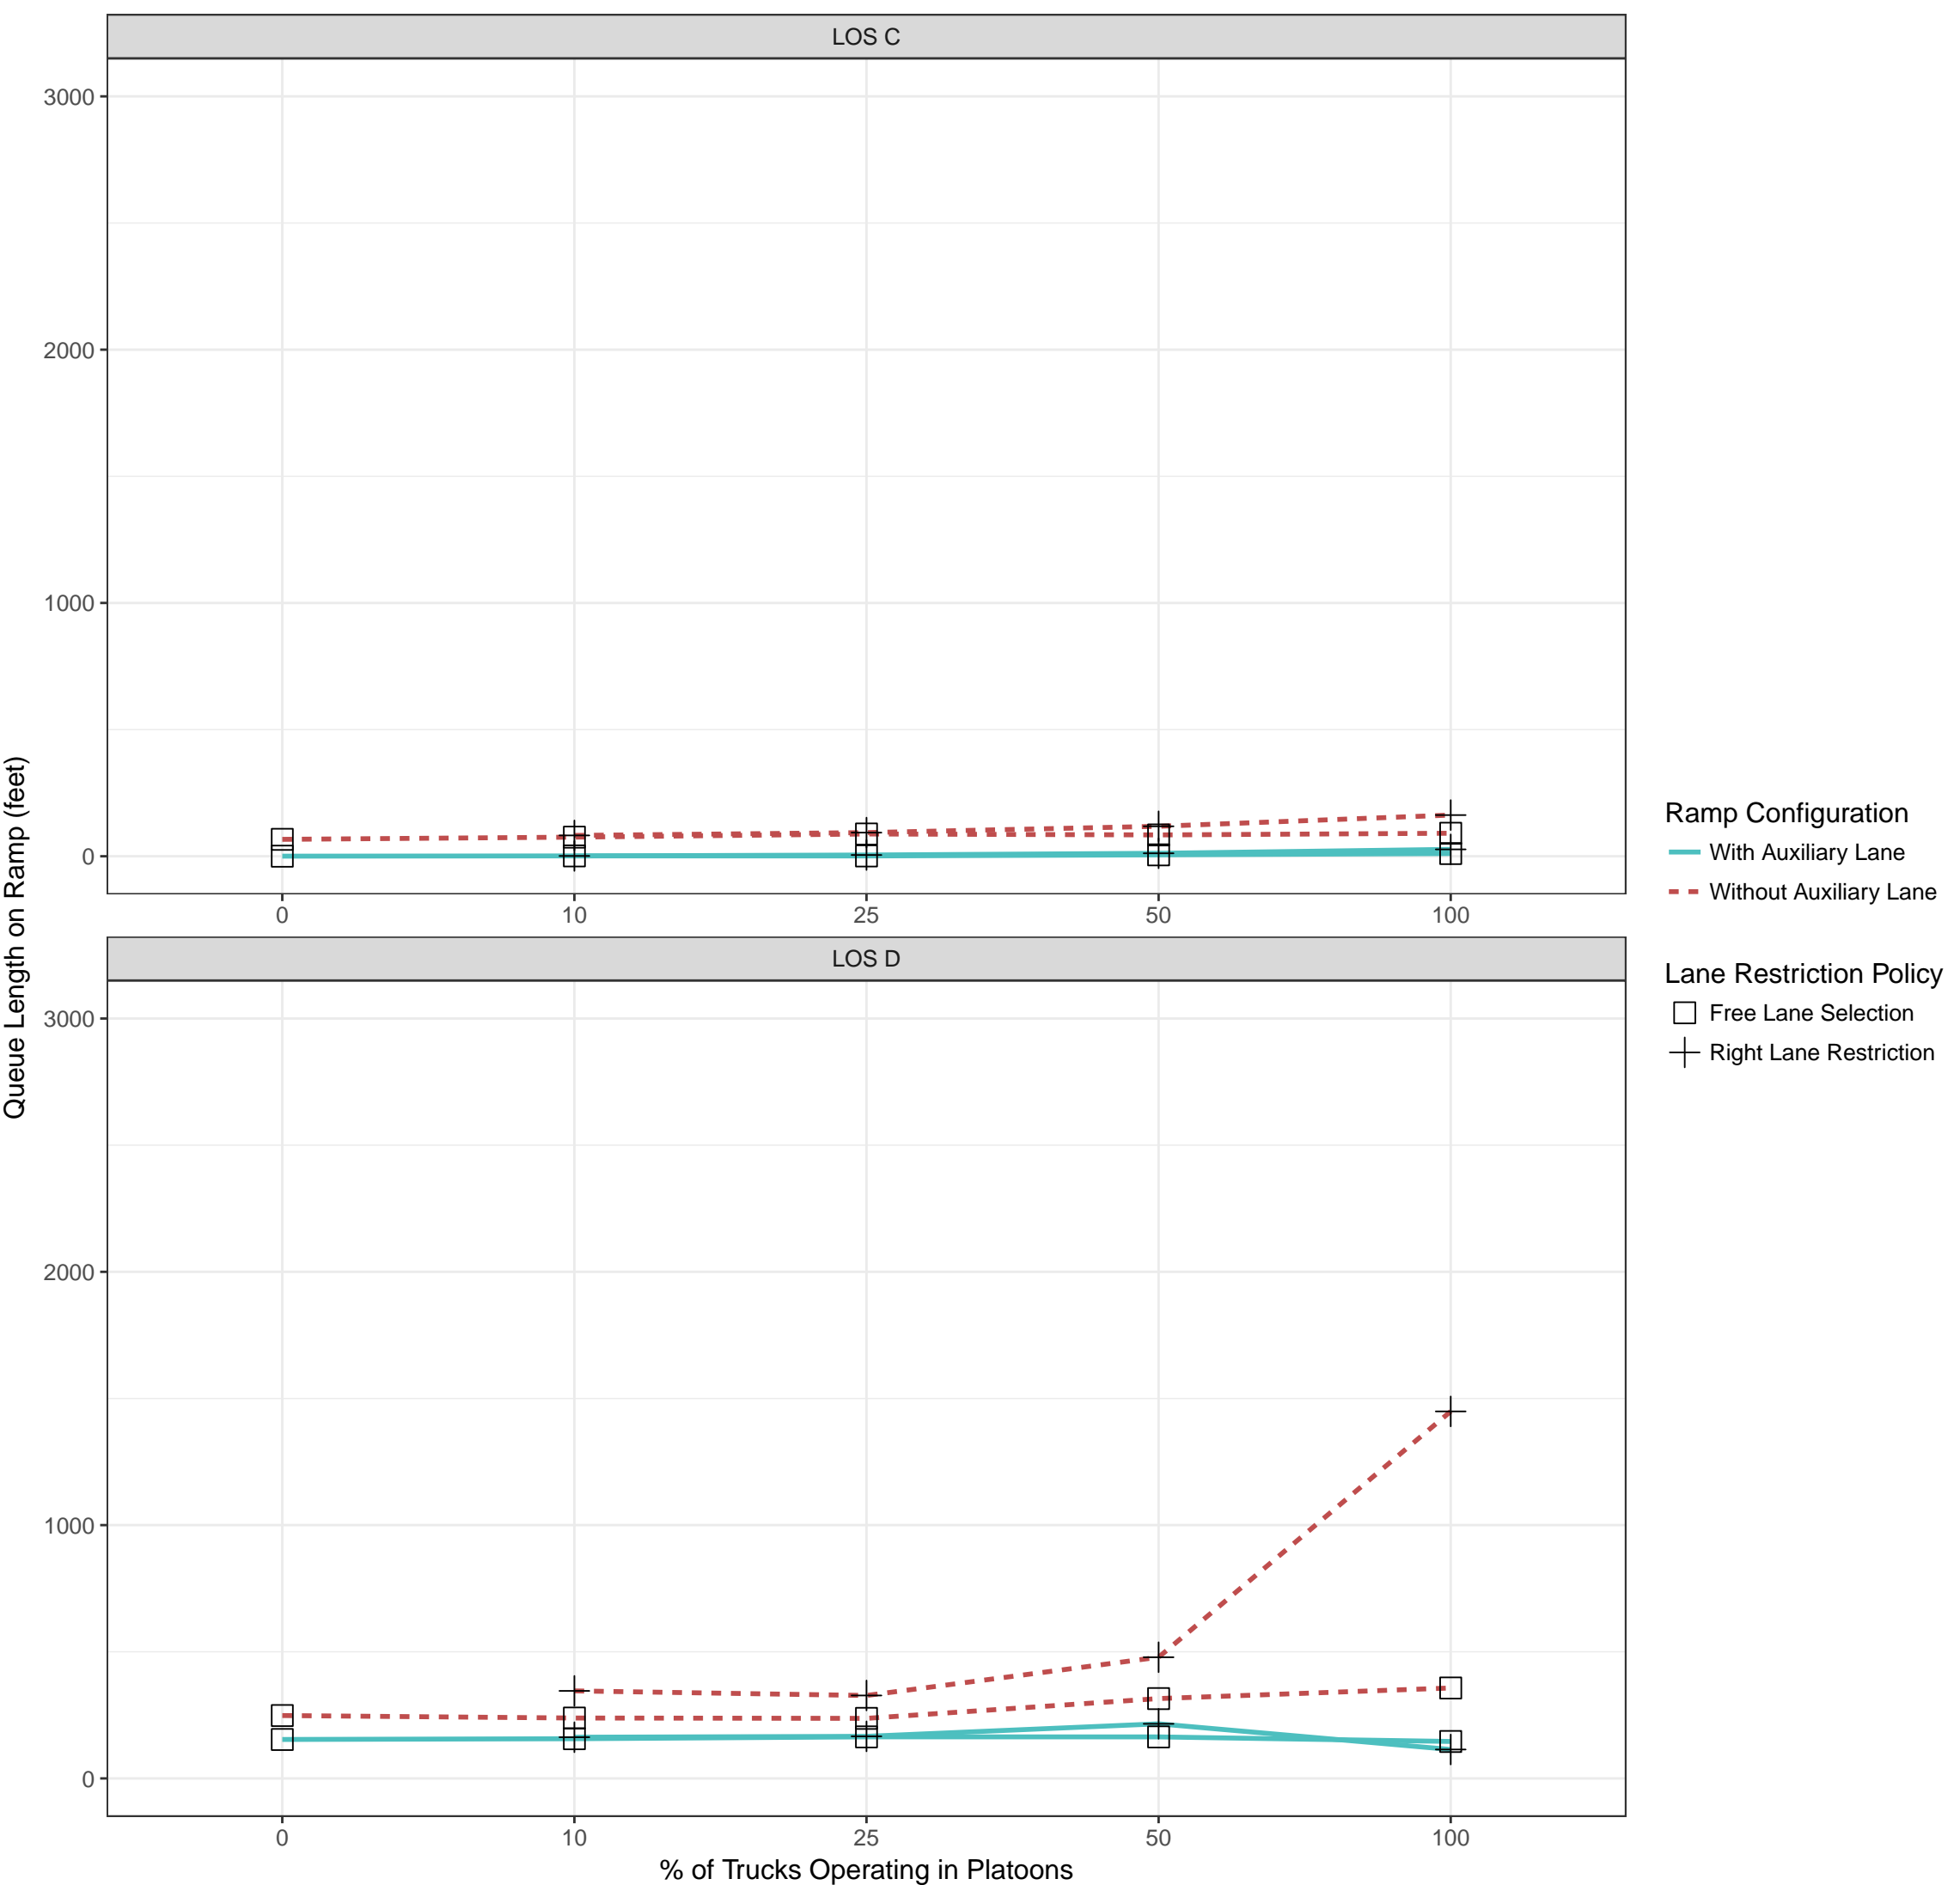 LOS C
3000
2000
1000
0
0 10 25 50 100
LOS D
3000
2000
1000
0
0 10 25 50 100
% of Trucks Operating in Platoons
Queue Length on Ramp (feet)
Ramp Configuration
With Auxiliary Lane
Without Auxiliary Lane
Lane Restriction Policy
Free Lane Selection
Right Lane Restriction